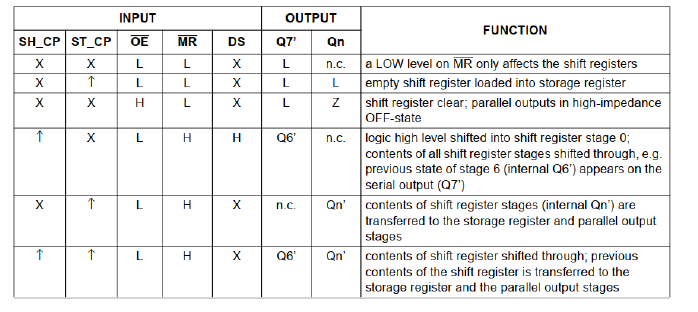 INPUT OUTPUT FUNCTION
SH_CP ST_CP OE MR DS Q7' Qn
X X L L X L n.c. a LOW level on MR only affects the shift registers
X ↑ L L X L L empty shift register loaded into storage register
X X H L X L Z shift register clear; parallel outputs in high-impedance
OFF-state
↑ X L H H Q6' n.c. logic high level shifted into shift register stage 0;
contents of all shift register stages shifted through, e.g.
previous state of stage 6 (internal Q6') appears on the
serial output (Q7')
X ↑ L H X n.c. Qn' contents of shift register stages (internal Qn') are
transferred to the storage register and parallel output
stages
↑ ↑ L H X Q6' Qn' contents of shift register shifted through; previous
contents of the shift register is transferred to the
storage register and the parallel output stages